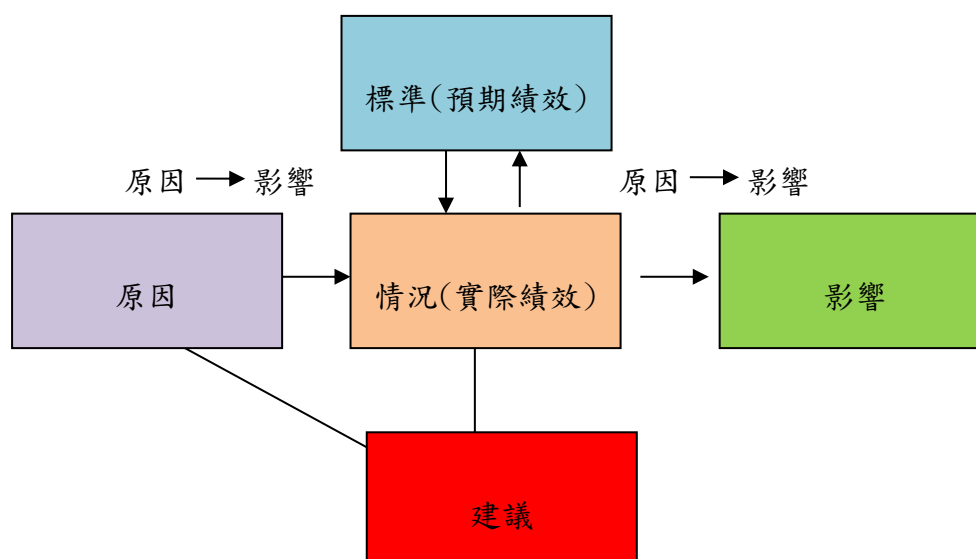 標準(預期績效)
原因 → 影響
原因 → 影響
原因
情況(實際績效)
影響
建議